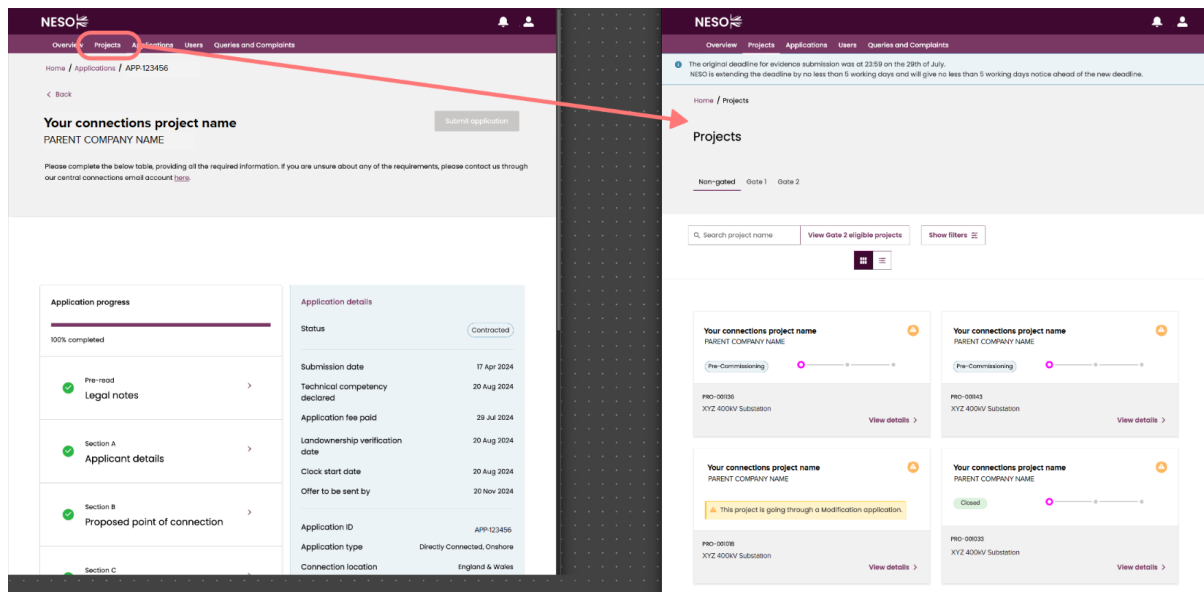 NESO
Overview Projects Applications Users Queries and Complaints
Home / Applications / APP-123456
< Back
Your connections project name
PARENT COMPANY NAME
Submit application
Please complete the below table, providing all the required information. If you are unsure about any of the requirements, please contact us through
our central connections email account here.
Application progress
100% completed
Pre-read
Legal notes
Section A
Applicant details
Section B
Proposed point of connection
Section C
Application details
Status Contracted
Submission date 17 Apr 2024
Technical competency
declared 20 Aug 2024
Application fee paid 29 Jul 2024
Landownership verification
date 20 Aug 2024
Clock start date 20 Aug 2024
Offer to be sent by 20 Nov 2024
Application ID APP-123456
Application type Directly Connected, Onshore
Connection location England & Wales
NESO
Overview Projects Applications Users Queries and Complaints
The original deadline for evidence submission was at 23:59 on the 29th of July.
NESO is extending the deadline by no less than 5 working days and will give no less than 5 working days notice ahead of the new deadline.
Home / Projects
Projects
Non-gated Gate 1 Gate 2
Search project name View Gate 2 eligible projects Show filters
Your connections project name
PARENT COMPANY NAME
Pre-Commissioning
PRO-001136
XYZ 400kV Substation
View details >
Your connections project name
PARENT COMPANY NAME
Pre-Commissioning
PRO-001143
XYZ 400kV Substation
View details >
Your connections project name
PARENT COMPANY NAME
This project is going through a Modification application.
PRO-001018
XYZ 400kV Substation
View details >
Your connections project name
PARENT COMPANY NAME
Closed
PRO-001033
XYZ 400kV Substation
View details >